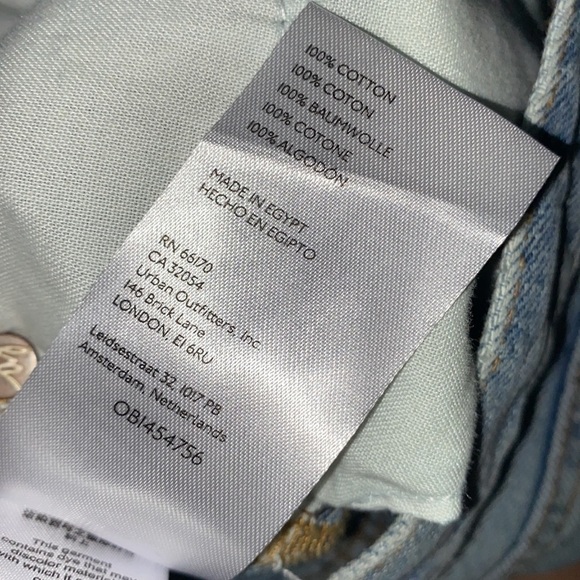 100% COTTON
100% COTON
100% BAUMWOLLE
100% COTONE
100% ALGODÓN
MADE IN EGYPT
HECHO EN EGIPTO
RN 66170
CA 32054
Urban Outfitters, Inc
146 Brick Lane
LONDON, E1 6RU
Leidsestraat 32, 1017 PB
Amsterdam, Netherlands
OB1454756
This garment
contains dye that may
discolor materials
with which it